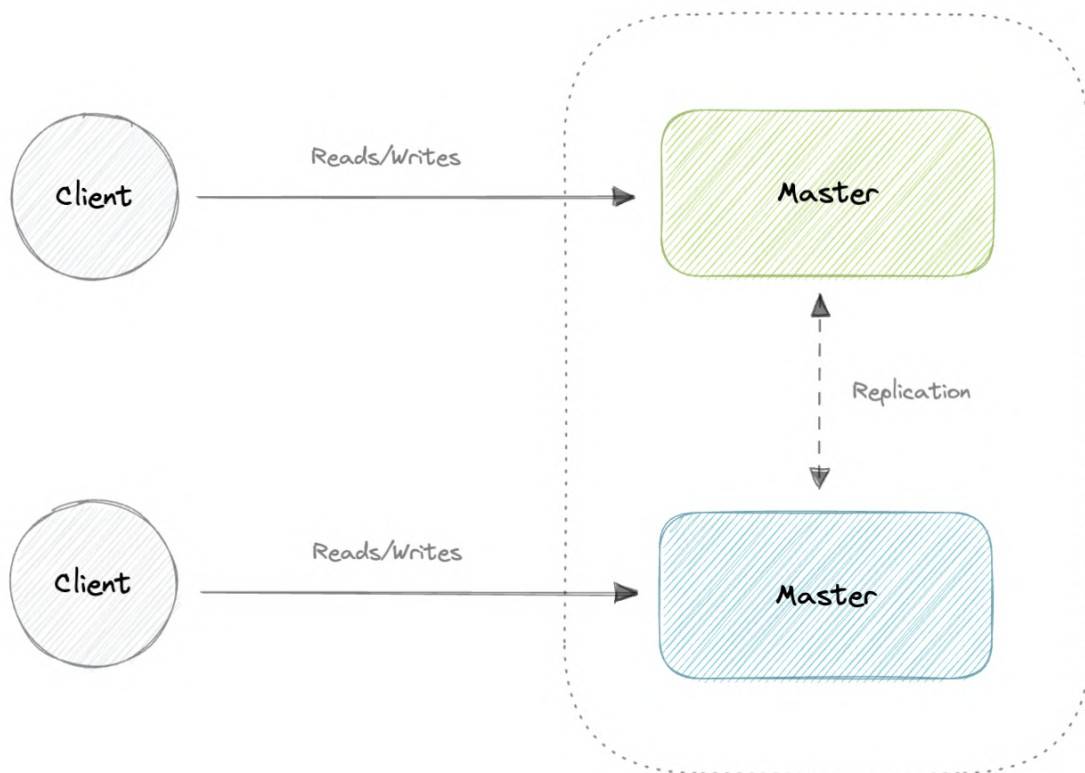 Reads/Writes
Client
Master
Replication
Reads/Writes
Client
Master